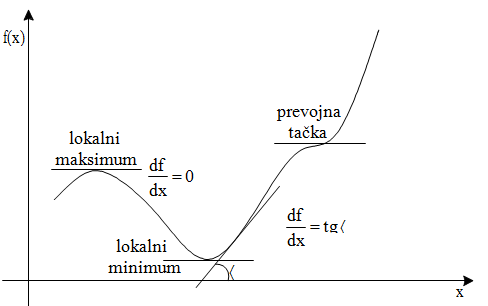 f(x)
prevojna
tačka
lokalni
maksimum
df
dx
=0
df
dx
=tg⟨
lokalni
minimum
⟨
x